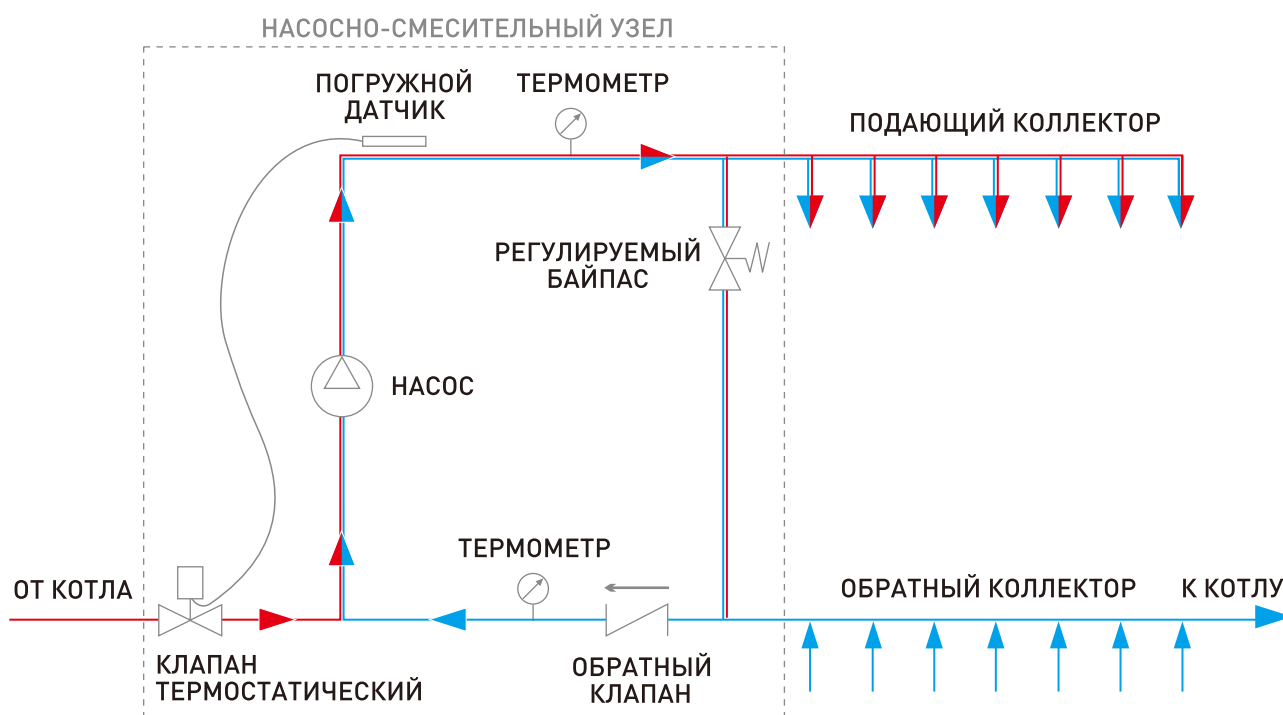 НАСОСНО-СМЕСИТЕЛЬНЫЙ УЗЕЛ
ПОГРУЖНОЙ
ДАТЧИК
ТЕРМОМЕТР
ПОДАЮЩИЙ КОЛЛЕКТОР
РЕГУЛИРУЕМЫЙ
БАЙПАС
НАСОС
ТЕРМОМЕТР
ОТ КОТЛА
ОБРАТНЫЙ КОЛЛЕКТОР
К КОТЛУ
КЛАПАН
ТЕРМОСТАТИЧЕСКИЙ
ОБРАТНЫЙ
КЛАПАН